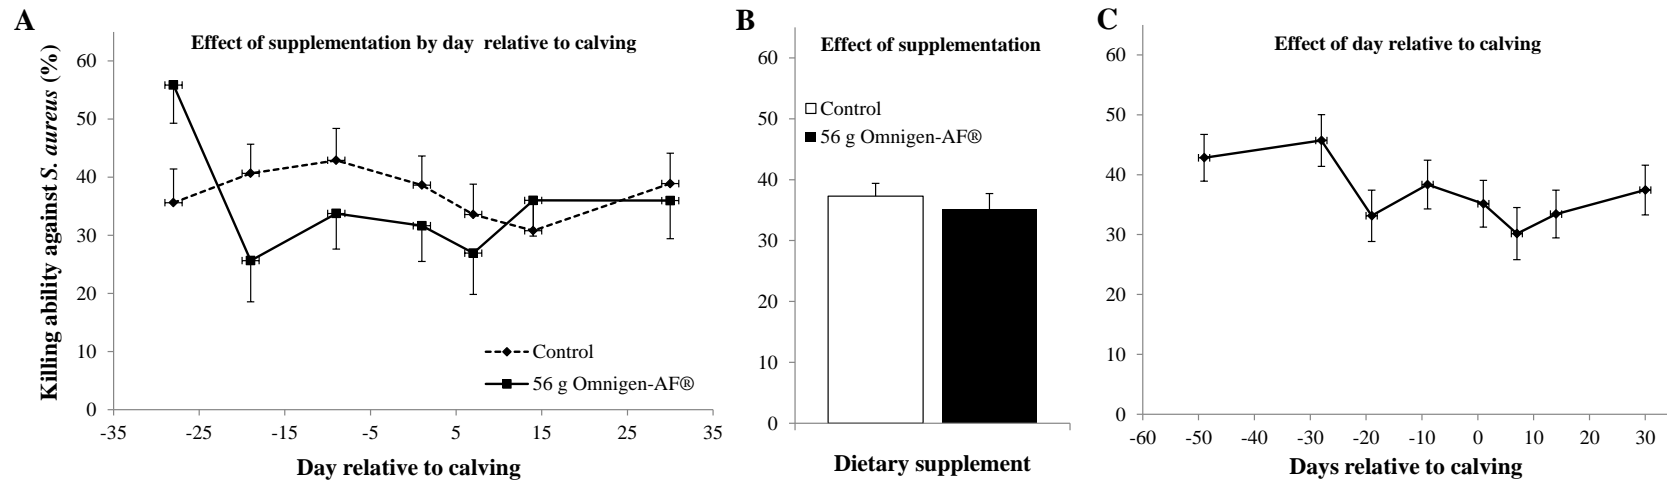 A
Effect of supplementation by day relative to calving
Killing ability against S. aureus (%)
60
50
40
30
20
10
0
-35
-25
-15
-5
5
15
25
35
Control
56 g Omnigen-AF®
Day relative to calving
B
Effect of supplementation
60
50
40
30
20
10
0
Control
56 g Omnigen-AF®
Dietary supplement
C
Effect of day relative to calving
60
50
40
30
20
10
0
-60
-50
-40
-30
-20
-10
0
10
20
30
Days relative to calving